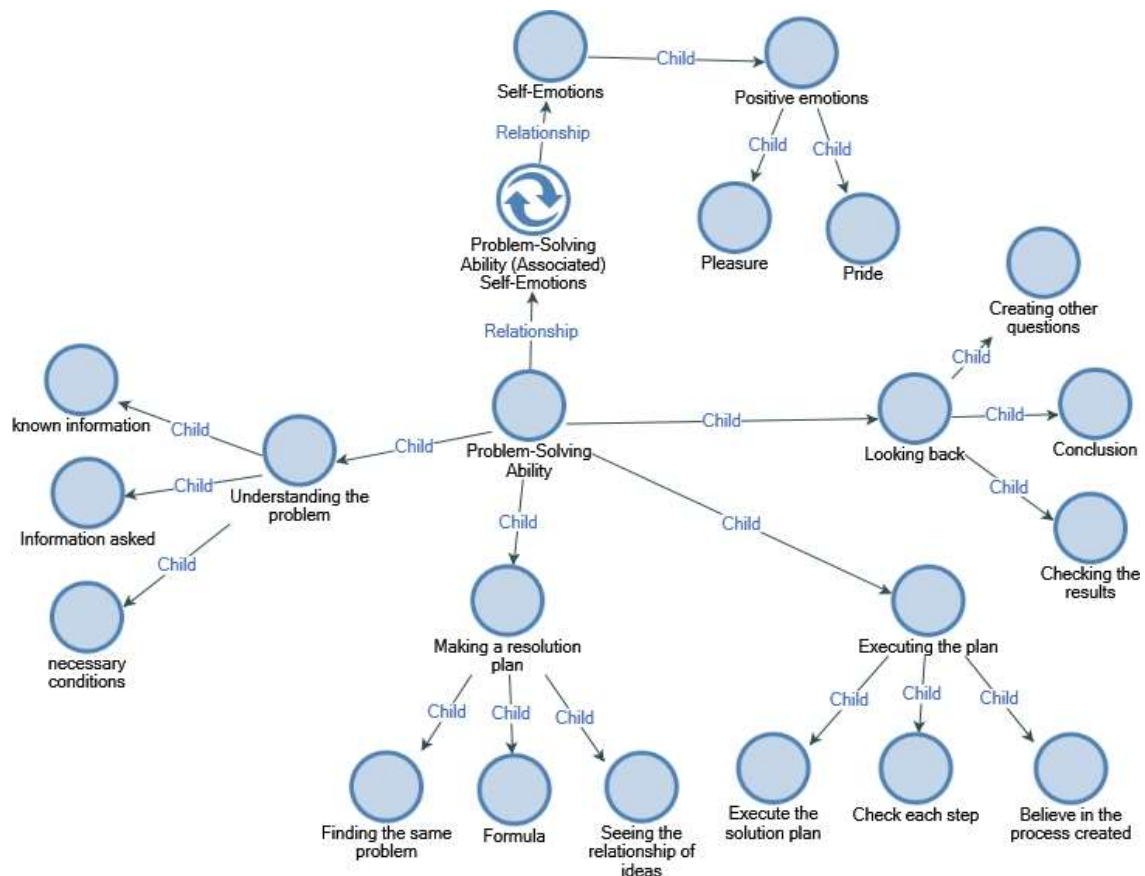 Child
Self-Emotions
Positive emotions
Relationship
Child
Child
Problem-Solving
Ability (Associated)
Self-Emotions
Pleasure
Pride
Creating other
questions
Relationship
Child
known information
Child
Child
Problem-Solving
Ability
Child
Looking back
Child
Conclusion
Child
Understanding the
problem
Information asked
Child
Child
Child
Child
Checking the
results
necessary
conditions
Making a resolution
plan
Executing the plan
Child
Child
Child
Child
Child
Child
Finding the same
problem
Formula
Seeing the
relationship of
ideas
Execute the
solution plan
Check each step
Believe in the
process created